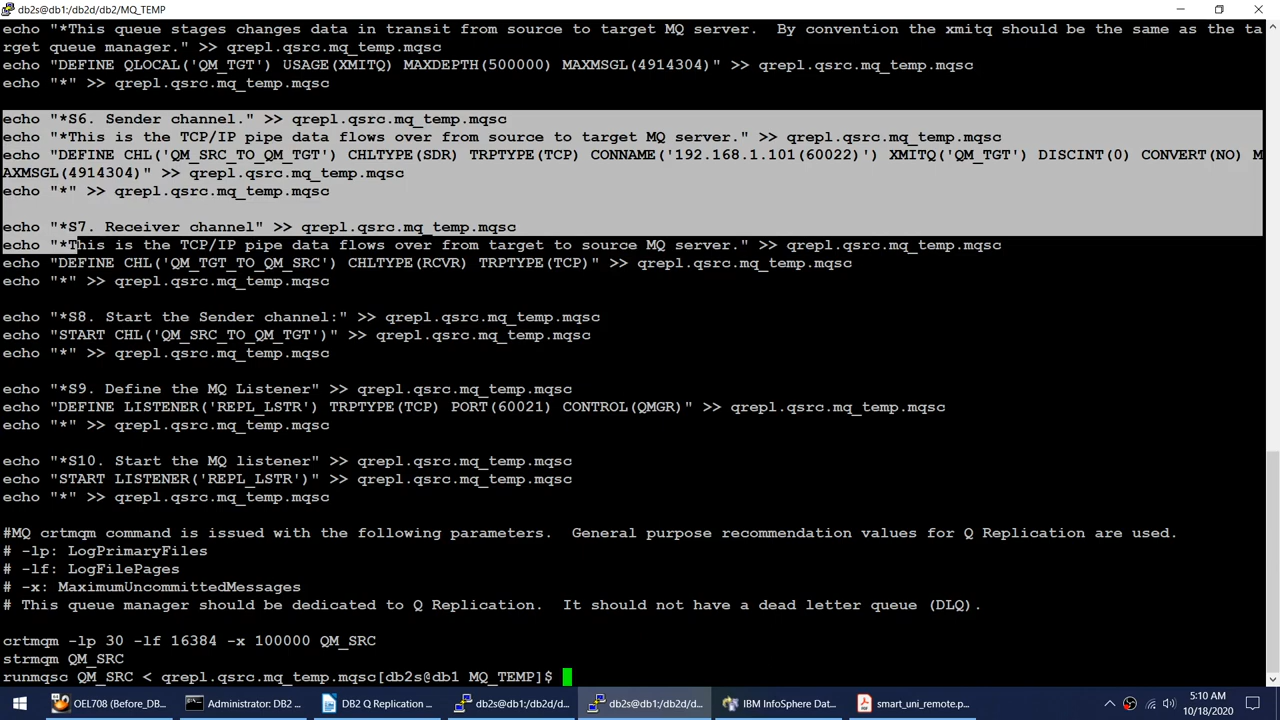 db2s@db1:/db2d/db2/MQ_TEMP
echo "*This queue stages changes data in transit from source to target MQ server.  By convention the xmitq should be the same as the ta
rget queue manager." >> qrepl.qsrc.mq_temp.mqsc
echo "DEFINE QLOCAL('QM_TGT') USAGE(XMITQ) MAXDEPTH(500000) MAXMSGL(4914304)" >> qrepl.qsrc.mq_temp.mqsc
echo "*" >> qrepl.qsrc.mq_temp.mqsc
echo "*S6. Sender channel." >> qrepl.qsrc.mq_temp.mqsc
echo "*This is the TCP/IP pipe data flows over from source to target MQ server." >> qrepl.qsrc.mq_temp.mqsc
echo "DEFINE CHL('QM_SRC_TO_QM_TGT') CHLTYPE(SDR) TRPTYPE(TCP) CONNAME('192.168.1.101(60022)') XMITQ('QM_TGT') DISCINT(0) CONVERT(NO) M
AXMSGL(4914304)" >> qrepl.qsrc.mq_temp.mqsc
echo "*" >> qrepl.qsrc.mq_temp.mqsc
echo "*S7. Receiver channel" >> qrepl.qsrc.mq_temp.mqsc
echo "*This is the TCP/IP pipe data flows over from target to source MQ server." >> qrepl.qsrc.mq_temp.mqsc
echo "DEFINE CHL('QM_TGT_TO_QM_SRC') CHLTYPE(RCVR) TRPTYPE(TCP)" >> qrepl.qsrc.mq_temp.mqsc
echo "*" >> qrepl.qsrc.mq_temp.mqsc
echo "*S8. Start the Sender channel:" >> qrepl.qsrc.mq_temp.mqsc
echo "START CHL('QM_SRC_TO_QM_TGT')" >> qrepl.qsrc.mq_temp.mqsc
echo "*" >> qrepl.qsrc.mq_temp.mqsc
echo "*S9. Define the MQ Listener" >> qrepl.qsrc.mq_temp.mqsc
echo "DEFINE LISTENER('REPL_LSTR') TRPTYPE(TCP) PORT(60021) CONTROL(QMGR)" >> qrepl.qsrc.mq_temp.mqsc
echo "*" >> qrepl.qsrc.mq_temp.mqsc
echo "*S10. Start the MQ listener" >> qrepl.qsrc.mq_temp.mqsc
echo "START LISTENER('REPL_LSTR')" >> qrepl.qsrc.mq_temp.mqsc
echo "*" >> qrepl.qsrc.mq_temp.mqsc
#MQ crtmqm command is issued with the following parameters.  General purpose recommendation values for Q Replication are used.
# -lp: LogPrimaryFiles
# -lf: LogFilePages
# -x: MaximumUncommittedMessages
# This queue manager should be dedicated to Q Replication.  It should not have a dead letter queue (DLQ).
crtmqm -lp 30 -lf 16384 -x 100000 QM_SRC
strmqm QM_SRC
runmqsc QM_SRC < qrepl.qsrc.mq_temp.mqsc[db2s@db1 MQ_TEMP]$
OEL708 (Before_DB...
Administrator: DB2 ...
DB2 Q Replication ...
db2s@db1:/db2d/d...
db2s@db1:/db2d/d...
IBM InfoSphere Dat...
smart_uni_remote.p...
5:10 AM
10/18/2020